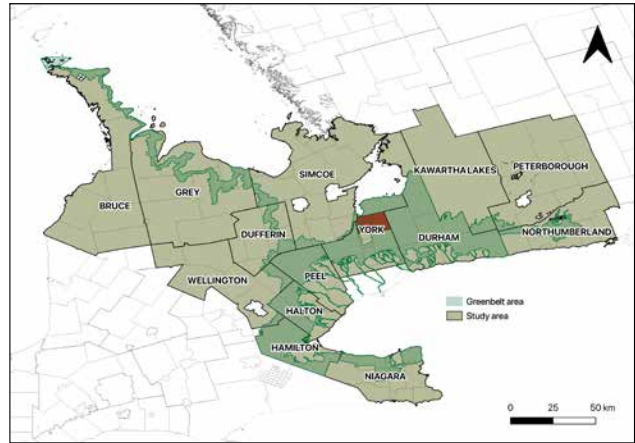 SIMCOE
KAWARTHA LAKES
PETERBOROUGH
BRUCE
GREY
DUFFERIN
YORK
DURHAM
NORTHUMBERLAND
WELLINGTON
PEEL
HALTON
HAMILTON
NIAGARA
Greenbelt area
Study area
0 25 50 km